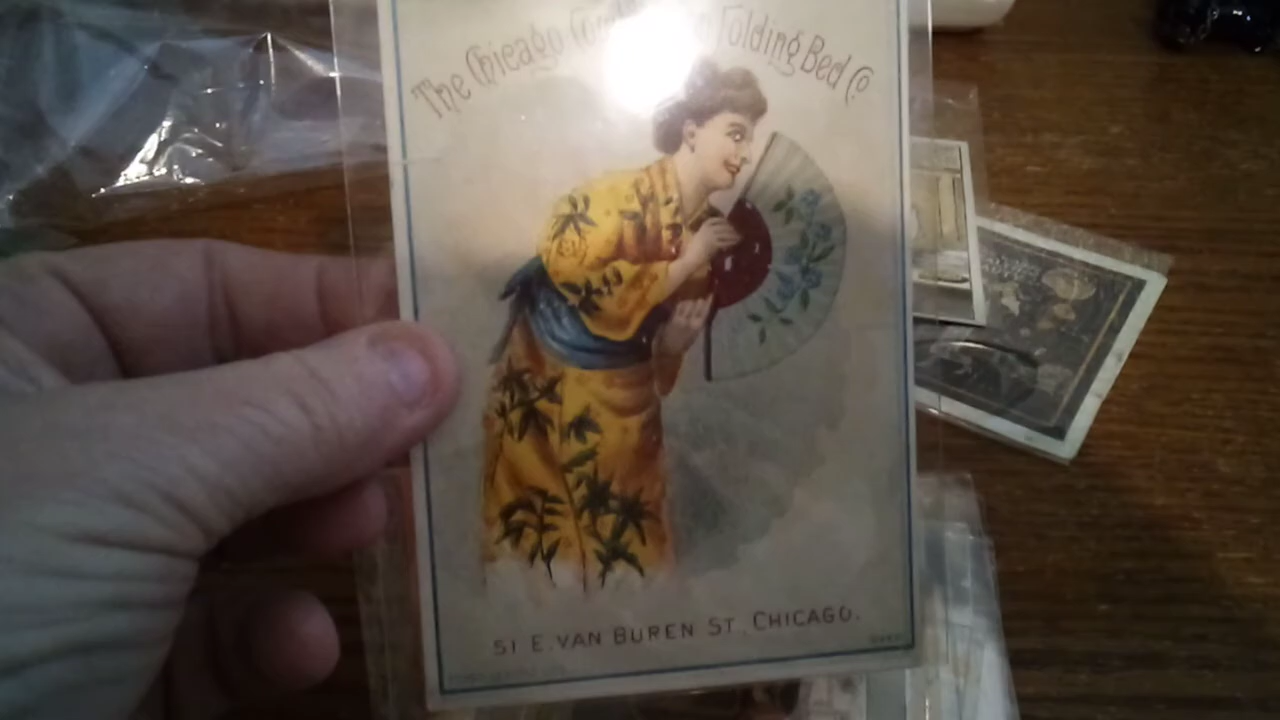 The Chicago Folding Bed Co
51 E. VAN BUREN ST., CHICAGO.